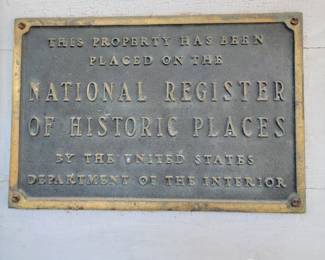 THIS PROPERTY HAS BEEN
PLACED ON THE
NATIONAL REGISTER
OF HISTORIC PLACES
BY THE UNITED STATES
DEPARTMENT OF THE INTERIOR